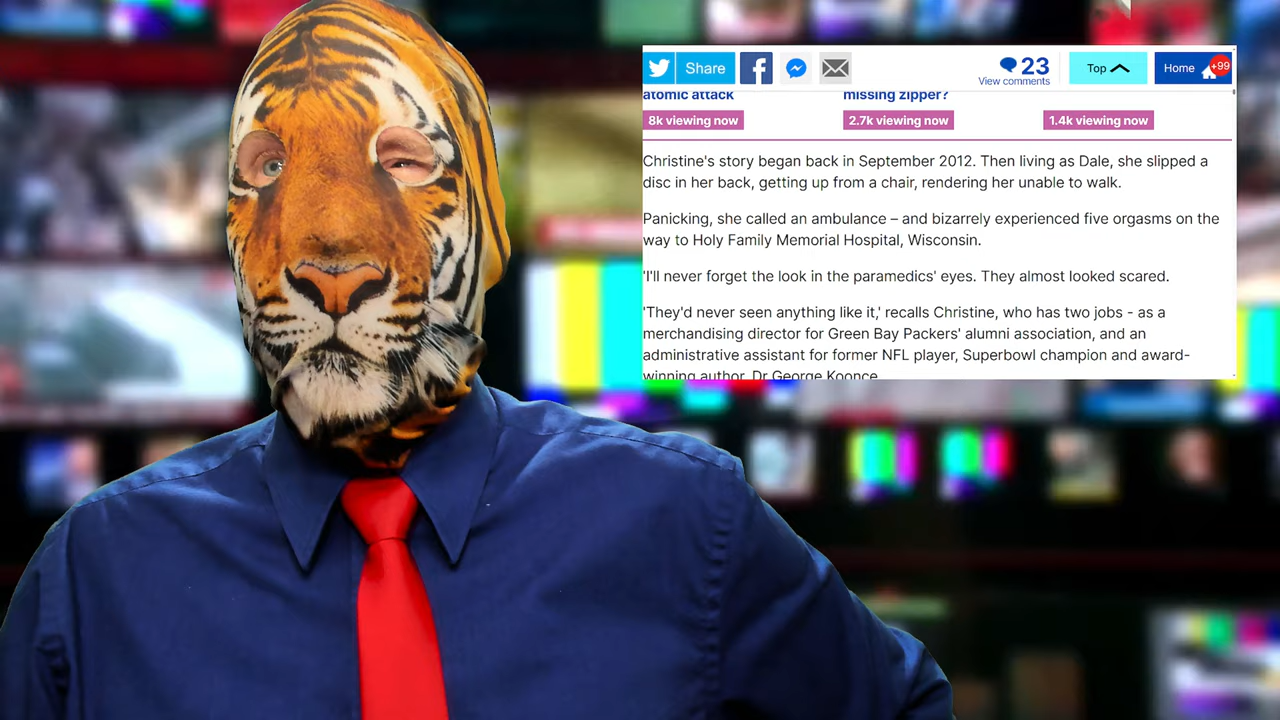 Share
23
View comments
Top
Home
+99
atomic attack
missing zipper?
8k viewing now
2.7k viewing now
1.4k viewing now
Christine's story began back in September 2012. Then living as Dale, she slipped a
disc in her back, getting up from a chair, rendering her unable to walk.
Panicking, she called an ambulance – and bizarrely experienced five orgasms on the
way to Holy Family Memorial Hospital, Wisconsin.
'I'll never forget the look in the paramedics' eyes. They almost looked scared.
'They'd never seen anything like it,' recalls Christine, who has two jobs - as a
merchandising director for Green Bay Packers' alumni association, and an
administrative assistant for former NFL player, Superbowl champion and award-
winning author, Dr George Koonce